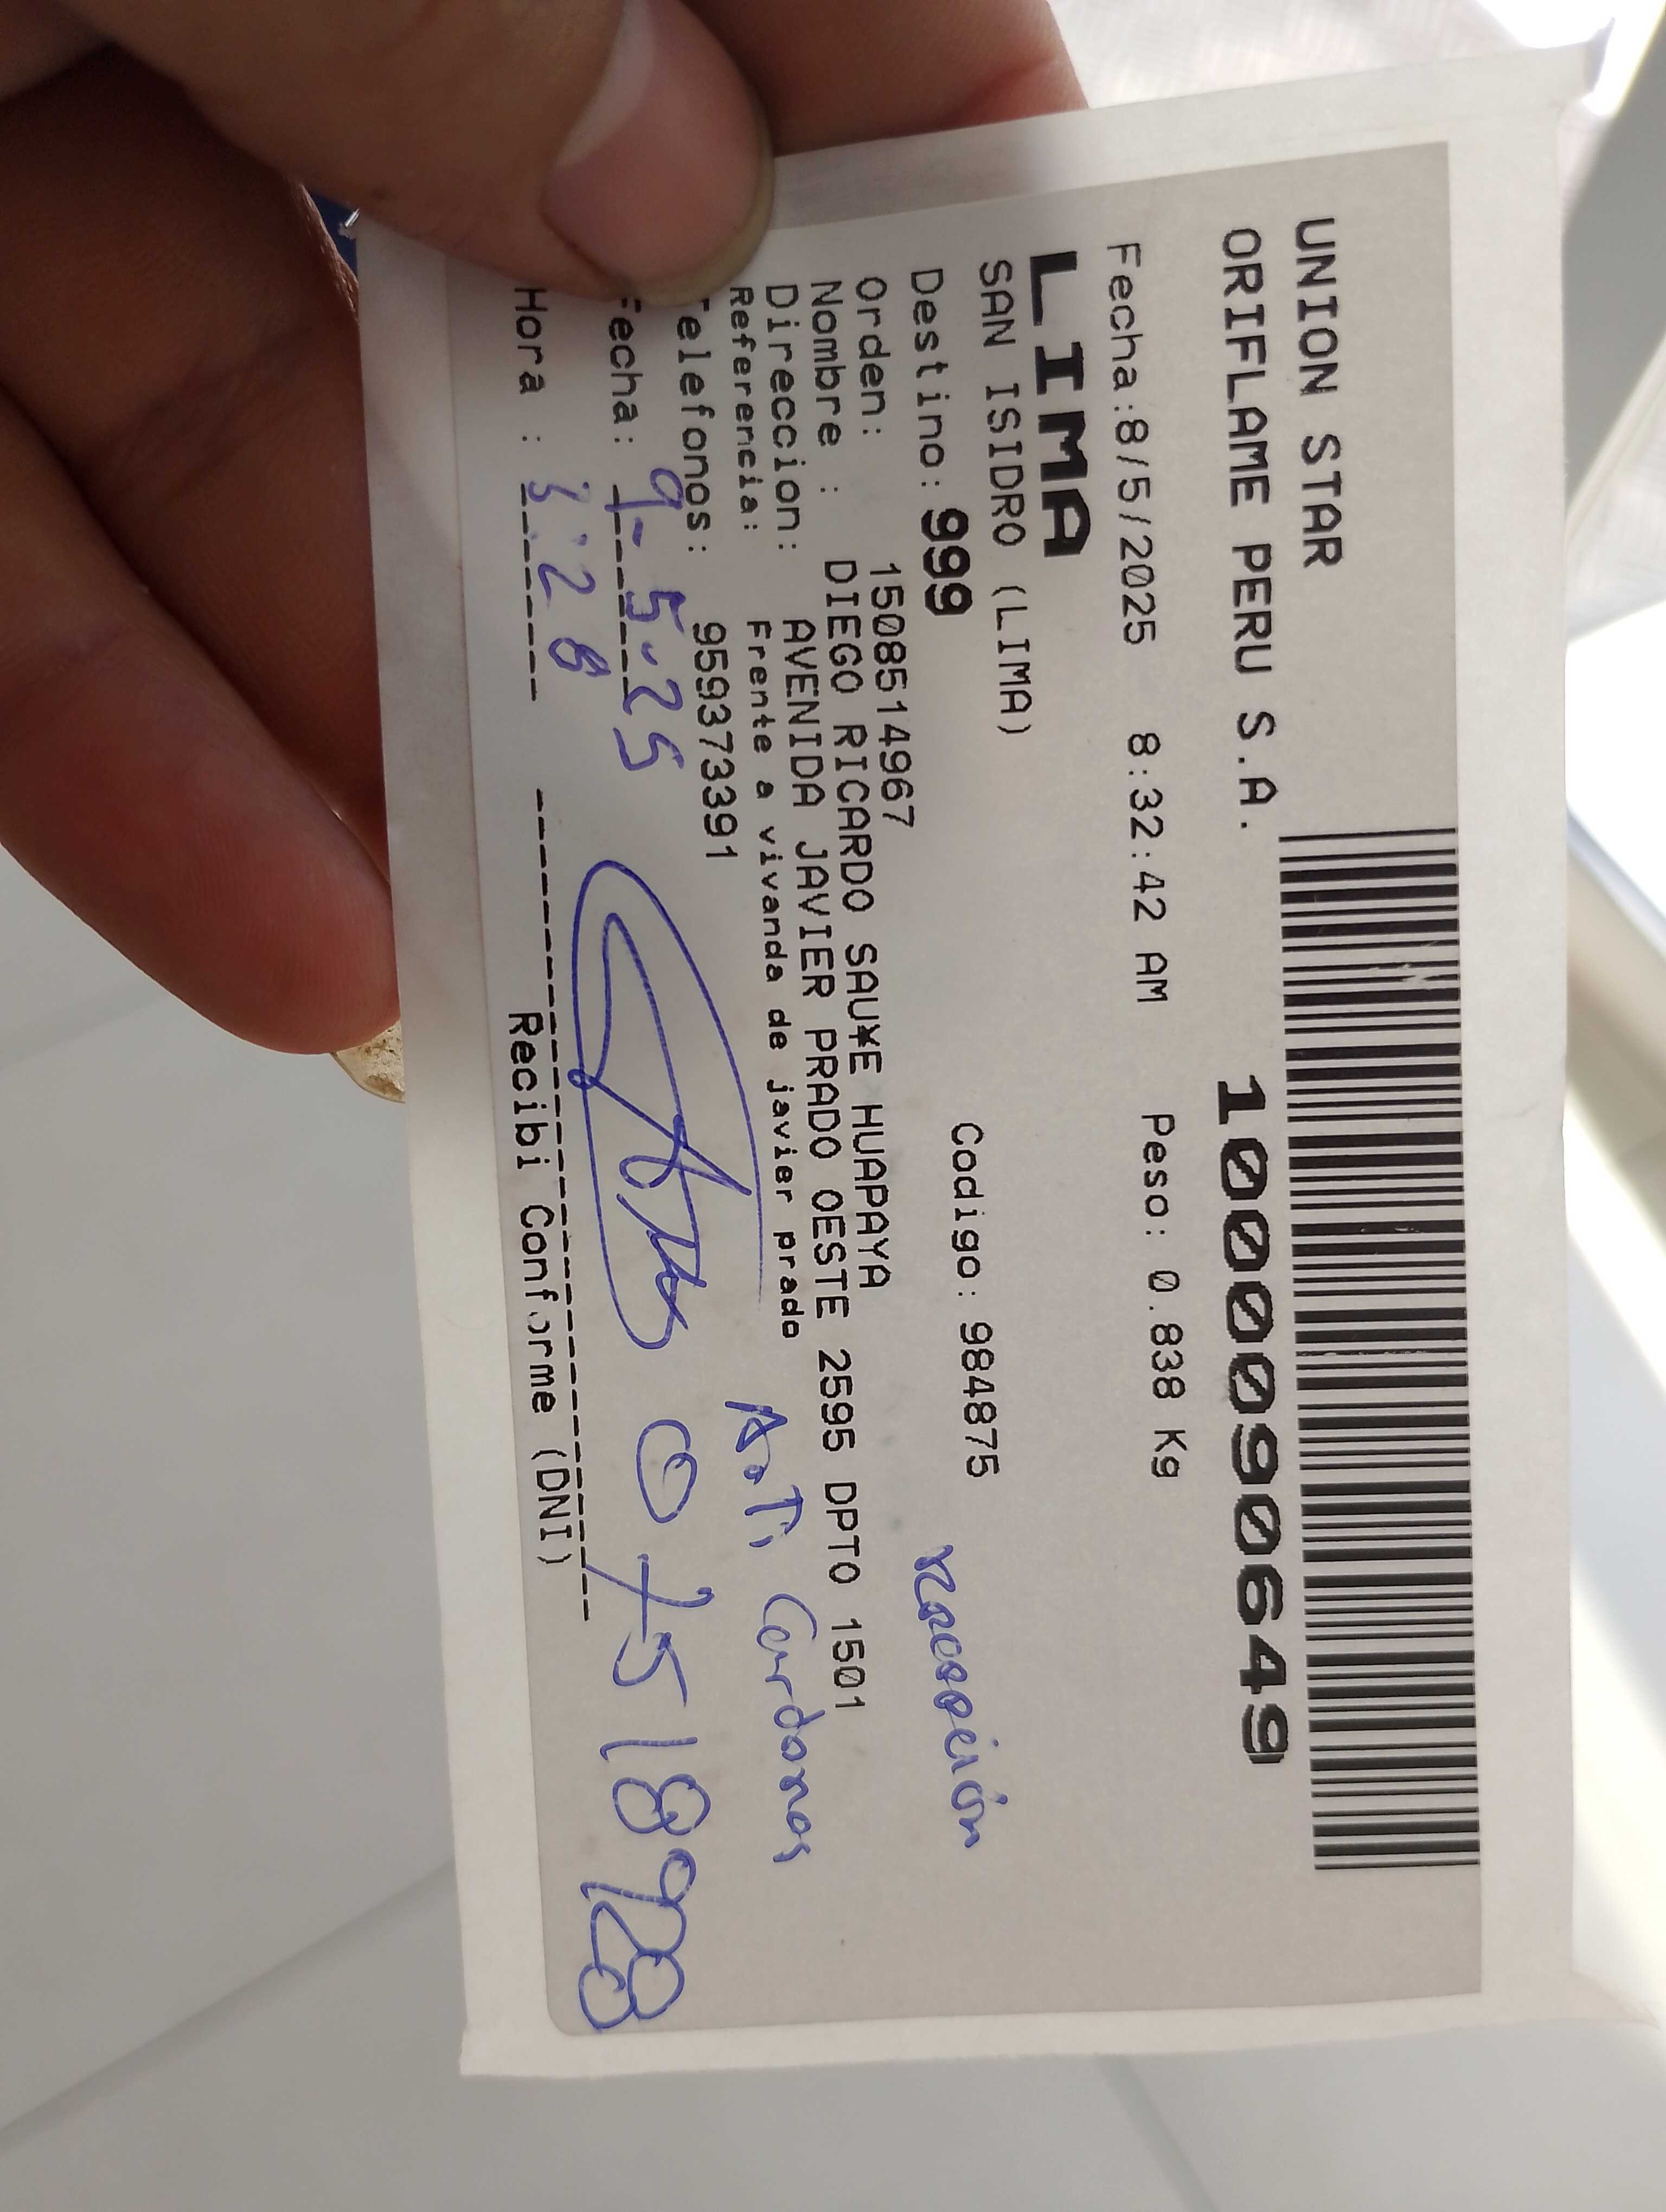 UNION STAR
ORIFLAME PERU S.A.
1000090649
Fecha:8/5/2025 8:32:42 AM Peso: 0.838 Kg
LIMA
SAN ISIDRO (LIMA)
Destino: 999 Codigo: 984875
recepción
Orden: 1508514967
Nombre : DIEGO RICARDO SAU¥E HUAPAYA
Direccion: AVENIDA JAVIER PRADO OESTE 2595 DPTO 1501
Referencia: Frente a vivanda de javier prado
Telefonos: 959373391
Cardonas
Fecha: 9-5-25
Hora : :28
Recibi Conforme (DNI)